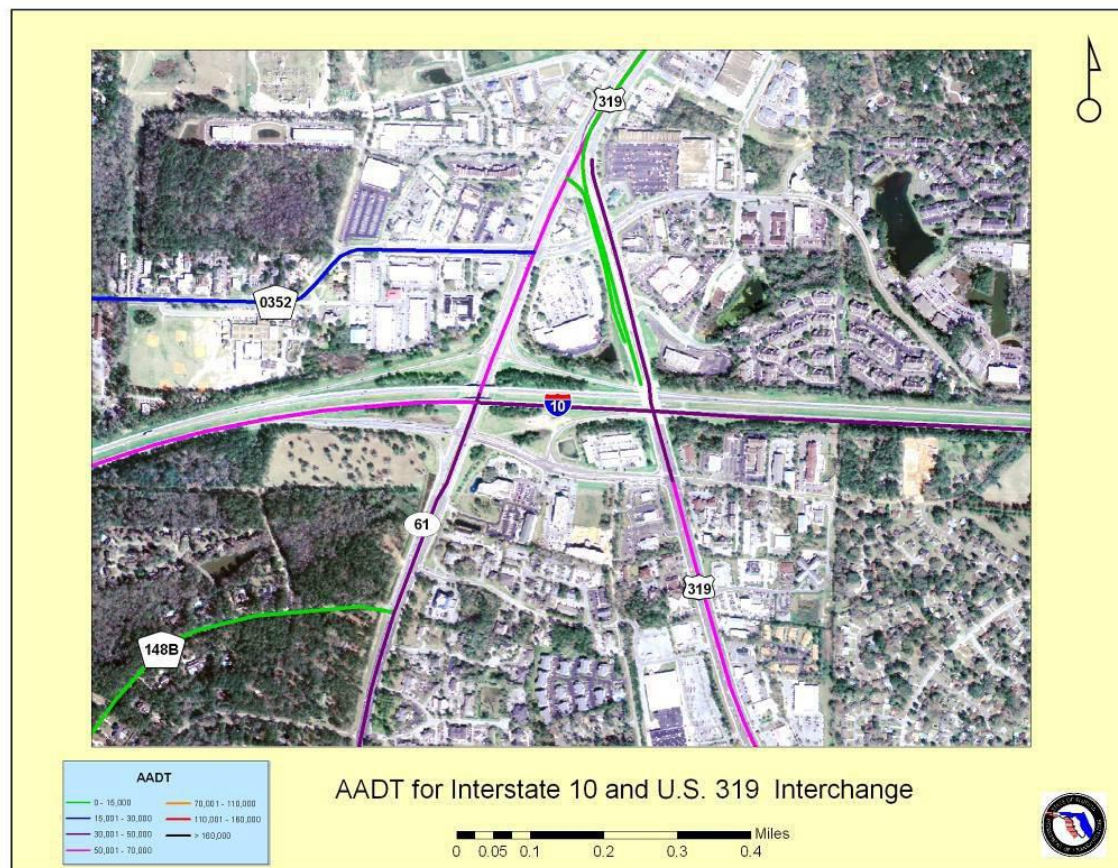 319
0352
10
61
319
148B
AADT
0 - 15,000
15,001 - 30,000
30,001 - 50,000
50,001 - 70,000
70,001 - 110,000
110,001 - 160,000
> 160,000
AADT for Interstate 10 and U.S. 319 Interchange
Miles
0 0.05 0.1 0.2 0.3 0.4